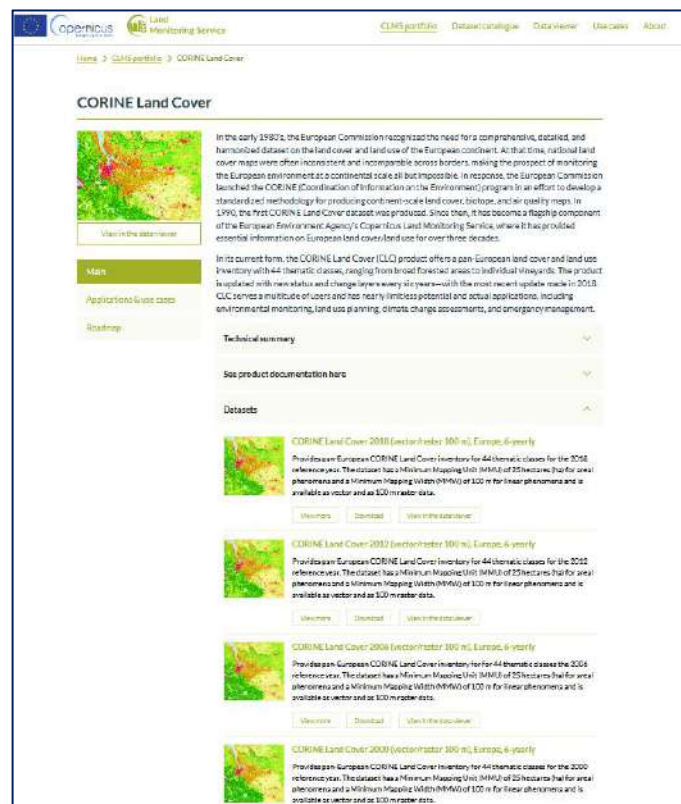 Copernicus
Land
Monitoring Service
CLMS portfolio Dataset catalogue Data viewer Use cases About
Home > CLMS portfolio > CORINE Land Cover
CORINE Land Cover
In the early 1980's, the European Commission recognized the need for a comprehensive, detailed, and
harmonized dataset on the land cover and land use of the European continent. At that time, national land
cover maps were often inconsistent and incomparable across borders, making the prospect of monitoring
the European environment at a continental scale all but impossible. In response, the European Commission
launched the CORINE (Coordination of Information on the Environment) program in an effort to develop a
standardized methodology for producing continent-scale land cover, biotope, and air quality maps. In
1990, the first CORINE Land Cover dataset was produced. Since then, it has become a flagship component
of the European Environment Agency's Copernicus Land Monitoring Service, where it has provided
essential information on European land cover/land use for over three decades.
View in the data viewer
In its current form, the CORINE Land Cover (CLC) product offers a pan-European land cover and land use
inventory with 44 thematic classes, ranging from broad forested areas to individual vineyards. The product
is updated with new status and change layers every six years—with the most recent update made in 2018.
CLC serves a multitude of users and has nearly limitless potential and actual applications, including
environmental monitoring, land use planning, climate change assessments, and emergency management.
Main
Applications & use cases
Roadmap
Technical summary
See product documentation here
Datasets
CORINE Land Cover 2018 (vector/raster 100 m), Europe, 6-yearly
Provides pan-European CORINE Land Cover inventory for 44 thematic classes for the 2018
reference year. The dataset has a Minimum Mapping Unit (MMU) of 25 hectares (ha) for areal
phenomena and a Minimum Mapping Width (MMW) of 100 m for linear phenomena and is
available as vector and as 100 m raster data.
View more Download View in the data viewer
CORINE Land Cover 2012 (vector/raster 100 m), Europe, 6-yearly
Provides pan-European CORINE Land Cover inventory for 44 thematic classes for the 2012
reference year. The dataset has a Minimum Mapping Unit (MMU) of 25 hectares (ha) for areal
phenomena and a Minimum Mapping Width (MMW) of 100 m for linear phenomena and is
available as vector and as 100 m raster data.
View more Download View in the data viewer
CORINE Land Cover 2006 (vector/raster 100 m), Europe, 6-yearly
Provides pan-European CORINE Land Cover inventory for for 44 thematic classes the 2006
reference year. The dataset has a Minimum Mapping Unit (MMU) of 25 hectares (ha) for areal
phenomena and a Minimum Mapping Width (MMW) of 100 m for linear phenomena and is
available as vector and as 100 m raster data.
View more Download View in the data viewer
CORINE Land Cover 2000 (vector/raster 100 m), Europe, 6-yearly
Provides pan-European CORINE Land Cover inventory for 44 thematic classes for the 2000
reference year. The dataset has a Minimum Mapping Unit (MMU) of 25 hectares (ha) for areal
phenomena and a Minimum Mapping Width (MMW) of 100 m for linear phenomena and is
available as vector and as 100 m raster data.